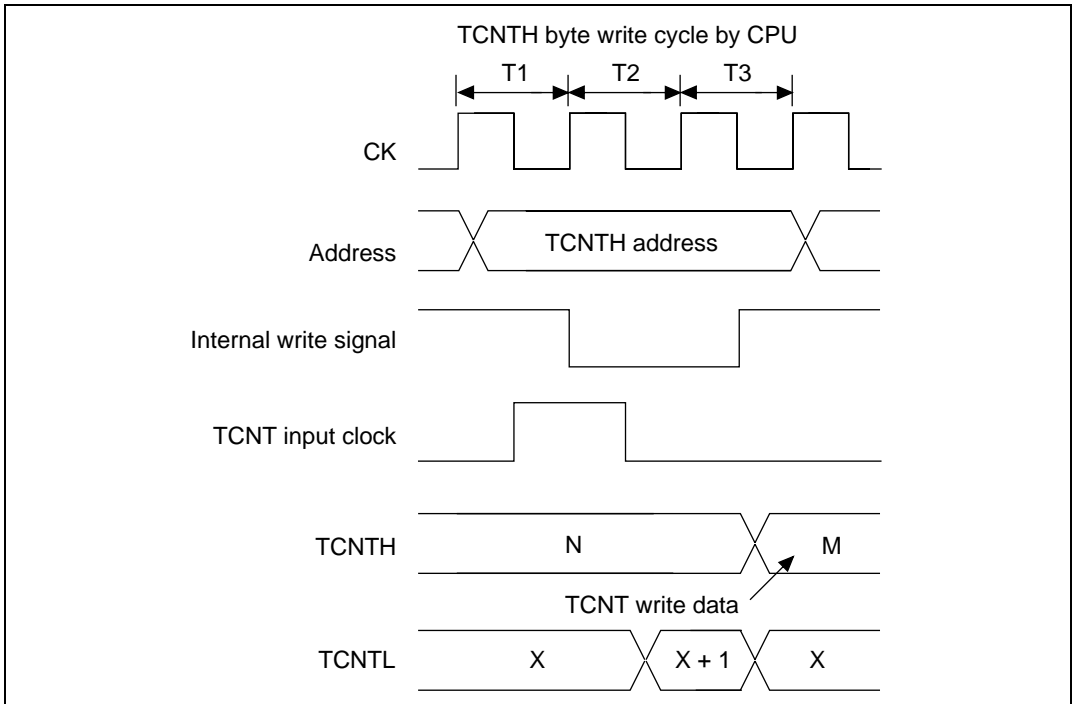 TCNTH byte write cycle by CPU
T1 T2 T3
CK
Address TCNTH address
Internal write signal
TCNT input clock
TCNTH N M
TCNT write data
TCNTL X X + 1 X